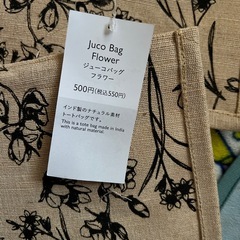 Juco Bag
Flower
ジューコバッグ
フラワー
500円(税込550円)
インド製のナチュラル素材
トートバッグです。
This is a tote bag made in India
with natural material.